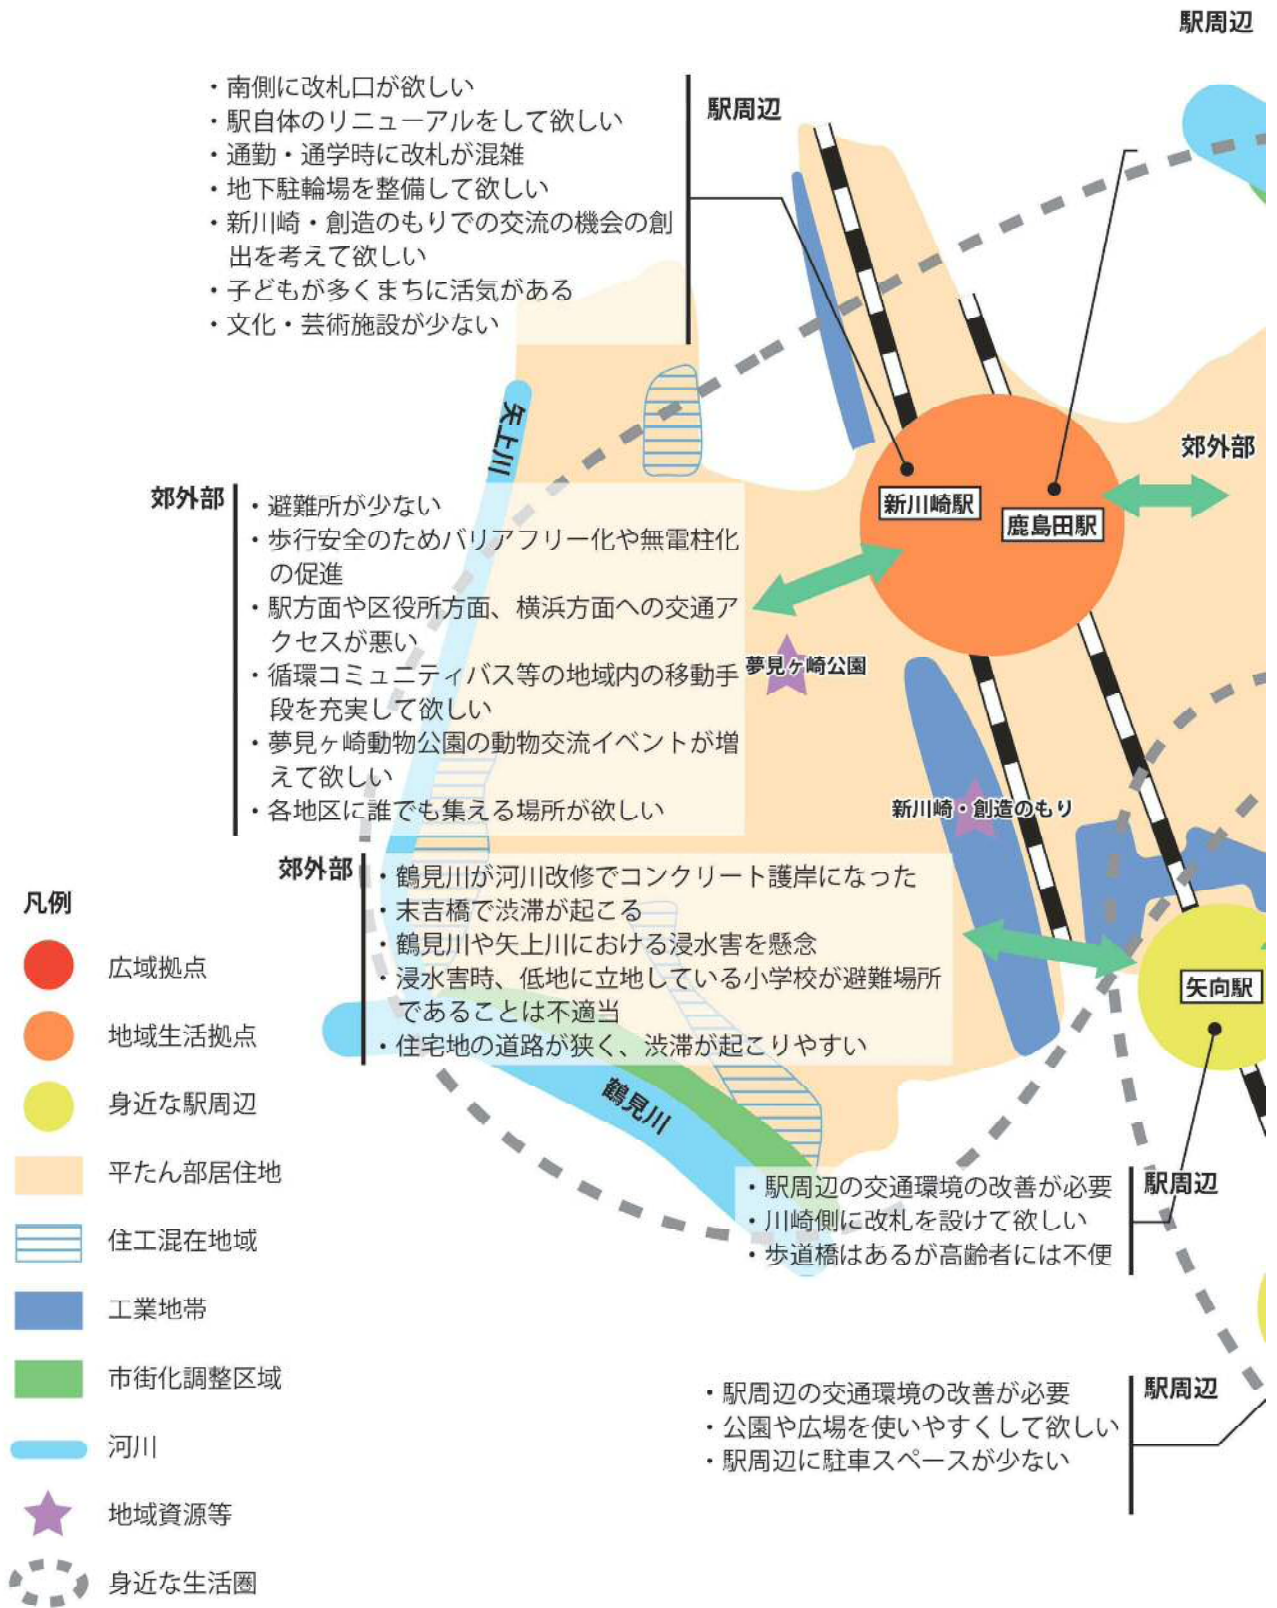 駅周辺
・南側に改札口が欲しい
・駅自体のリニューアルをして欲しい
・通勤・通学時に改札が混雑
・地下駐輪場を整備して欲しい
・新川崎・創造のもりでの交流の機会の創
出を考えて欲しい
・子どもが多くまちに活気がある
・文化・芸術施設が少ない
駅周辺
矢上川
郊外部
新川崎駅
鹿島田駅
郊外部
・避難所が少ない
・歩行安全のためバリアフリー化や無電柱化
の促進
・駅方面や区役所方面、横浜方面への交通ア
クセスが悪い
・循環コミュニティバス等の地域内の移動手
段を充実して欲しい
・夢見ヶ崎動物公園の動物交流イベントが増
えて欲しい
・各地区に誰でも集える場所が欲しい
夢見ヶ崎公園
新川崎・創造のもり
郊外部
・鶴見川が河川改修でコンクリート護岸になった
・末吉橋で渋滞が起こる
・鶴見川や矢上川における浸水害を懸念
・浸水害時、低地に立地している小学校が避難場所
であることは不適当
・住宅地の道路が狭く、渋滞が起こりやすい
矢向駅
鶴見川
・駅周辺の交通環境の改善が必要
・川崎側に改札を設けて欲しい
・歩道橋はあるが高齢者には不便
駅周辺
・駅周辺の交通環境の改善が必要
・公園や広場を使いやすくして欲しい
・駅周辺に駐車スペースが少ない
駅周辺
凡例
広域拠点
地域生活拠点
身近な駅周辺
平たん部居住地
住工混在地域
工業地帯
市街化調整区域
河川
地域資源等
身近な生活圏